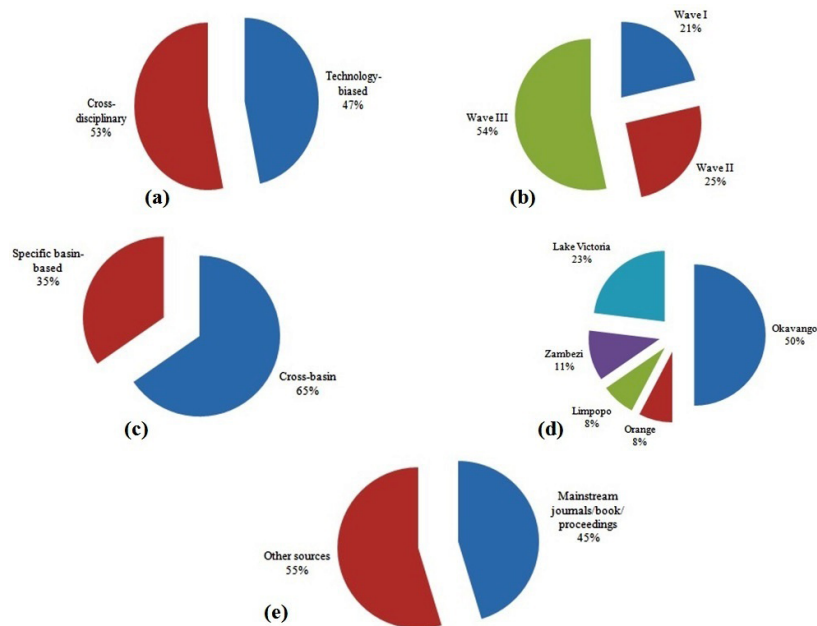 Cross-
disciplinary
53%
Technology-
biased
47%
(a)
Wave I
21%
Wave III
54%
Wave II
25%
(b)
Specific basin-
based
35%
Cross-basin
65%
(c)
Lake Victoria
23%
Okavango
50%
Zambezi
11%
Limpopo
8%
Orange
8%
(d)
Mainstream
journals/book/
proceedings
45%
Other sources
55%
(e)